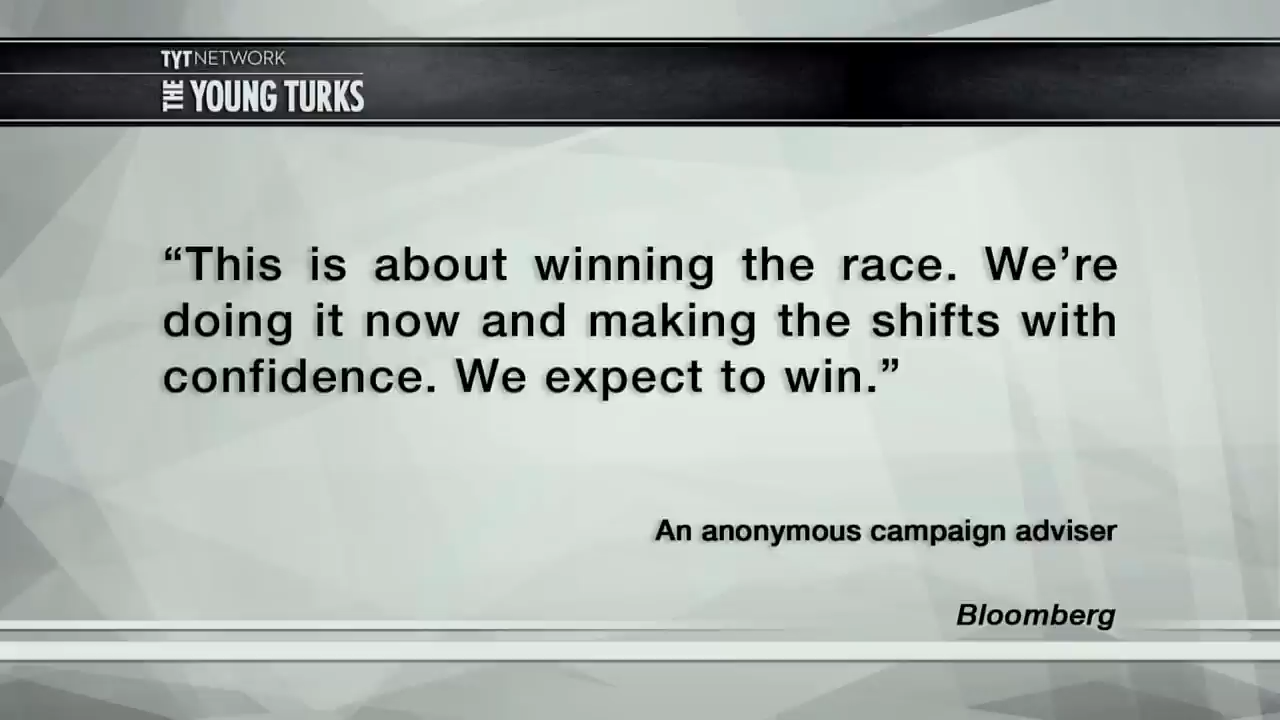 TYTNETWORK
THE YOUNG TURKS
“This is about winning the race. We’re
doing it now and making the shifts with
confidence. We expect to win.”
An anonymous campaign adviser
Bloomberg